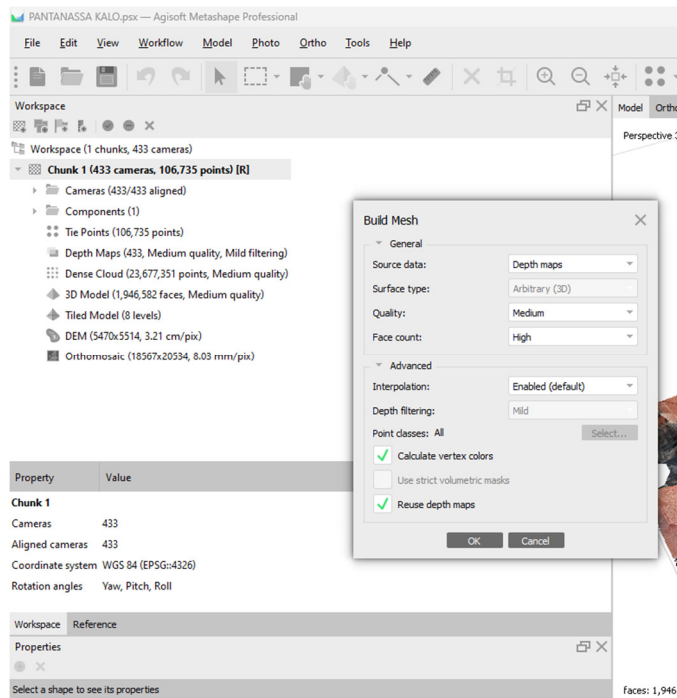 PANTANASSA KALO.psx — Agisoft Metashape Professional
File Edit View Workflow Model Photo Ortho Tools Help
Workspace
Workspace (1 chunks, 433 cameras)
Chunk 1 (433 cameras, 106,735 points) [R]
Cameras (433/433 aligned)
Components (1)
Tie Points (106,735 points)
Depth Maps (433, Medium quality, Mild filtering)
Dense Cloud (23,677,351 points, Medium quality)
3D Model (1,946,582 faces, Medium quality)
Tiled Model (8 levels)
DEM (5470x5514, 3.21 cm/pix)
Orthomosaic (18567x20534, 8.03 mm/pix)
Property Value
Chunk 1
Cameras 433
Aligned cameras 433
Coordinate system WGS 84 (EPSG::4326)
Rotation angles Yaw, Pitch, Roll
Workspace Reference
Properties
Select a shape to see its properties
Model Ortho
Perspective 3
Build Mesh
General
Source data: Depth maps
Surface type: Arbitrary (3D)
Quality: Medium
Face count: High
Advanced
Interpolation: Enabled (default)
Depth filtering: Mild
Point classes: All Select...
Calculate vertex colors
Use strict volumetric masks
Reuse depth maps
OK Cancel
faces: 1,946